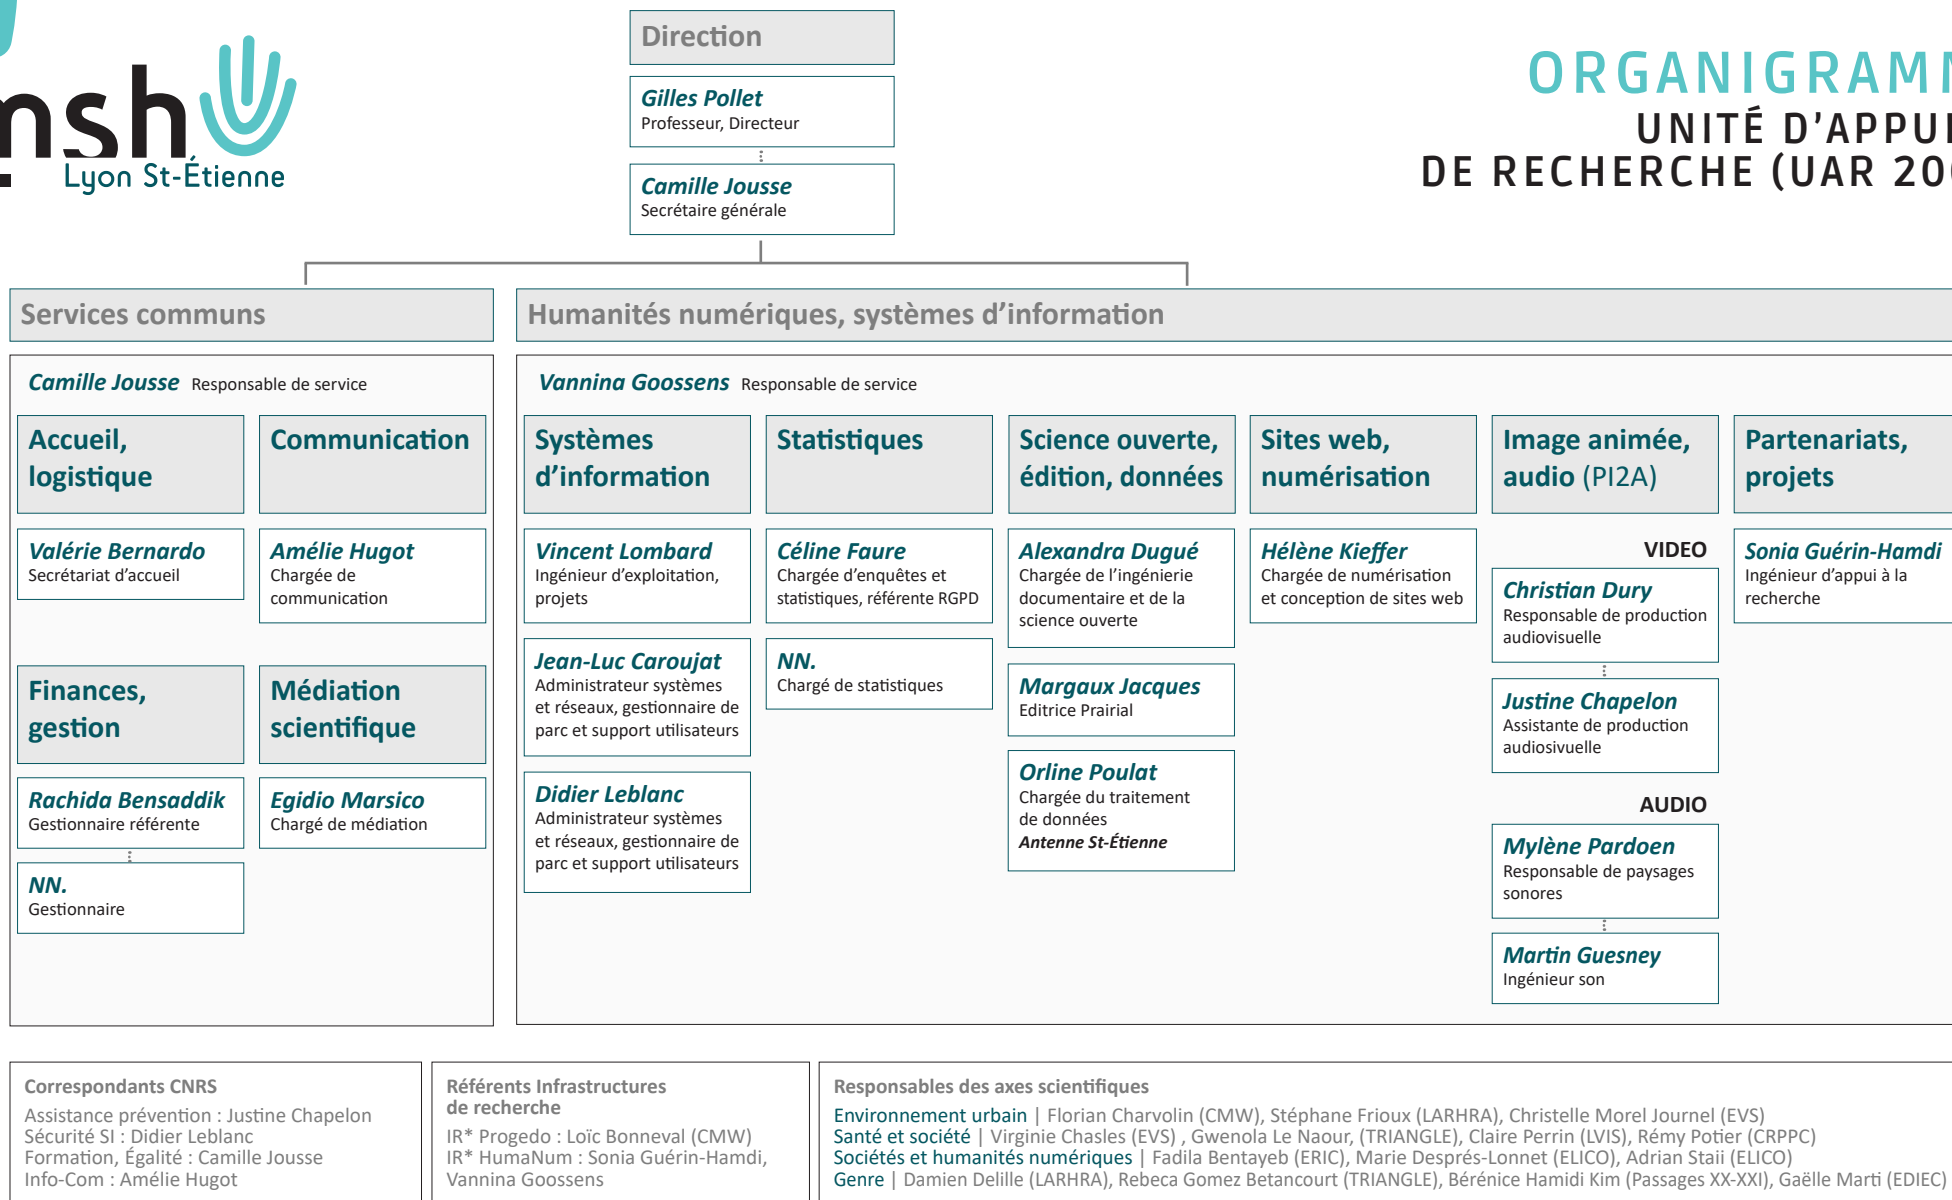 msh
Lyon St-Étienne
ORGANIGRAMM
UNITÉ D'APPUI
DE RECHERCHE (UAR 200
Direction
Gilles Pollet
Professeur, Directeur
Camille Jousse
Secrétaire générale
Services communs
Camille Jousse Responsable de service
Accueil,
logistique
Valérie Bernardo
Secrétariat d'accueil
Communication
Amélie Hugot
Chargée de
communication
Finances,
gestion
Rachida Bensaddik
Gestionnaire référente
NN.
Gestionnaire
Médiation
scientifique
Egidio Marsico
Chargé de médiation
Humanités numériques, systèmes d'information
Vannina Goossens Responsable de service
Systèmes
d'information
Vincent Lombard
Ingénieur d'exploitation,
projets
Jean-Luc Caroujat
Administrateur systèmes
et réseaux, gestionnaire de
parc et support utilisateurs
Didier Leblanc
Administrateur systèmes
et réseaux, gestionnaire de
parc et support utilisateurs
Statistiques
Céline Faure
Chargée d'enquêtes et
statistiques, référente RGPD
NN.
Chargé de statistiques
Science ouverte,
édition, données
Alexandra Dugué
Chargée de l'ingénierie
documentaire et de la
science ouverte
Margaux Jacques
Editrice Prairial
Orline Poulat
Chargée du traitement
de données
Antenne St-Étienne
Sites web,
numérisation
Hélène Kieffer
Chargée de numérisation
et conception de sites web
Image animée,
audio (PI2A)
VIDEO
Christian Dury
Responsable de production
audiovisuelle
Justine Chapelon
Assistante de production
audiosivuelle
AUDIO
Mylène Pardoen
Responsable de paysages
sonores
Martin Guesney
Ingénieur son
Partenariats,
projets
Sonia Guérin-Hamdi
Ingénieur d'appui à la
recherche
Correspondants CNRS
Assistance prévention : Justine Chapelon
Sécurité SI : Didier Leblanc
Formation, Égalité : Camille Jousse
Info-Com : Amélie Hugot
Référents Infrastructures
de recherche
IR* Progedo : Loïc Bonneval (CMW)
IR* HumaNum : Sonia Guérin-Hamdi,
Vannina Goossens
Responsables des axes scientifiques
Environnement urbain | Florian Charvolin (CMW), Stéphane Frioux (LARHRA), Christelle Morel Journel (EVS)
Santé et société | Virginie Chasles (EVS) , Gwenola Le Naour, (TRIANGLE), Claire Perrin (LVIS), Rémy Potier (CRPPC)
Sociétés et humanités numériques | Fadila Bentayeb (ERIC), Marie Després-Lonnet (ELICO), Adrian Staii (ELICO)
Genre | Damien Delille (LARHRA), Rebeca Gomez Betancourt (TRIANGLE), Bérénice Hamidi Kim (Passages XX-XXI), Gaëlle Marti (EDIEC)